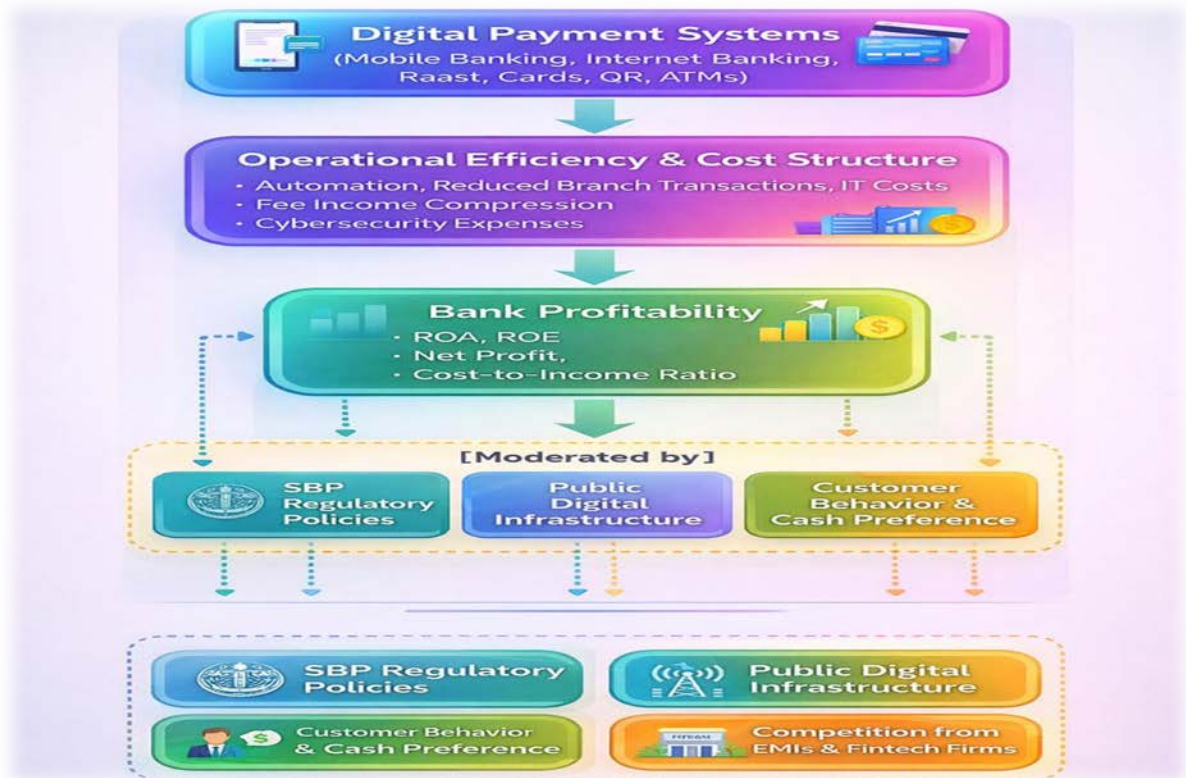 Digital Payment Systems
(Mobile Banking, Internet Banking,
Raast, Cards, QR, ATMs)
Operational Efficiency & Cost Structure
• Automation, Reduced Branch Transactions, IT Costs
• Fee Income Compression
• Cybersecurity Expenses
Bank Profitability
• ROA, ROE
• Net Profit,
• Cost-to-Income Ratio
[Moderated by]
SBP
Regulatory
Policies
Public
Digital
Infrastructure
Customer
Behavior &
Cash Preference
SBP Regulatory
Policies
Public Digital
Infrastructure
Customer Behavior
& Cash Preference
Competition from
EMIs & Fintech Firms